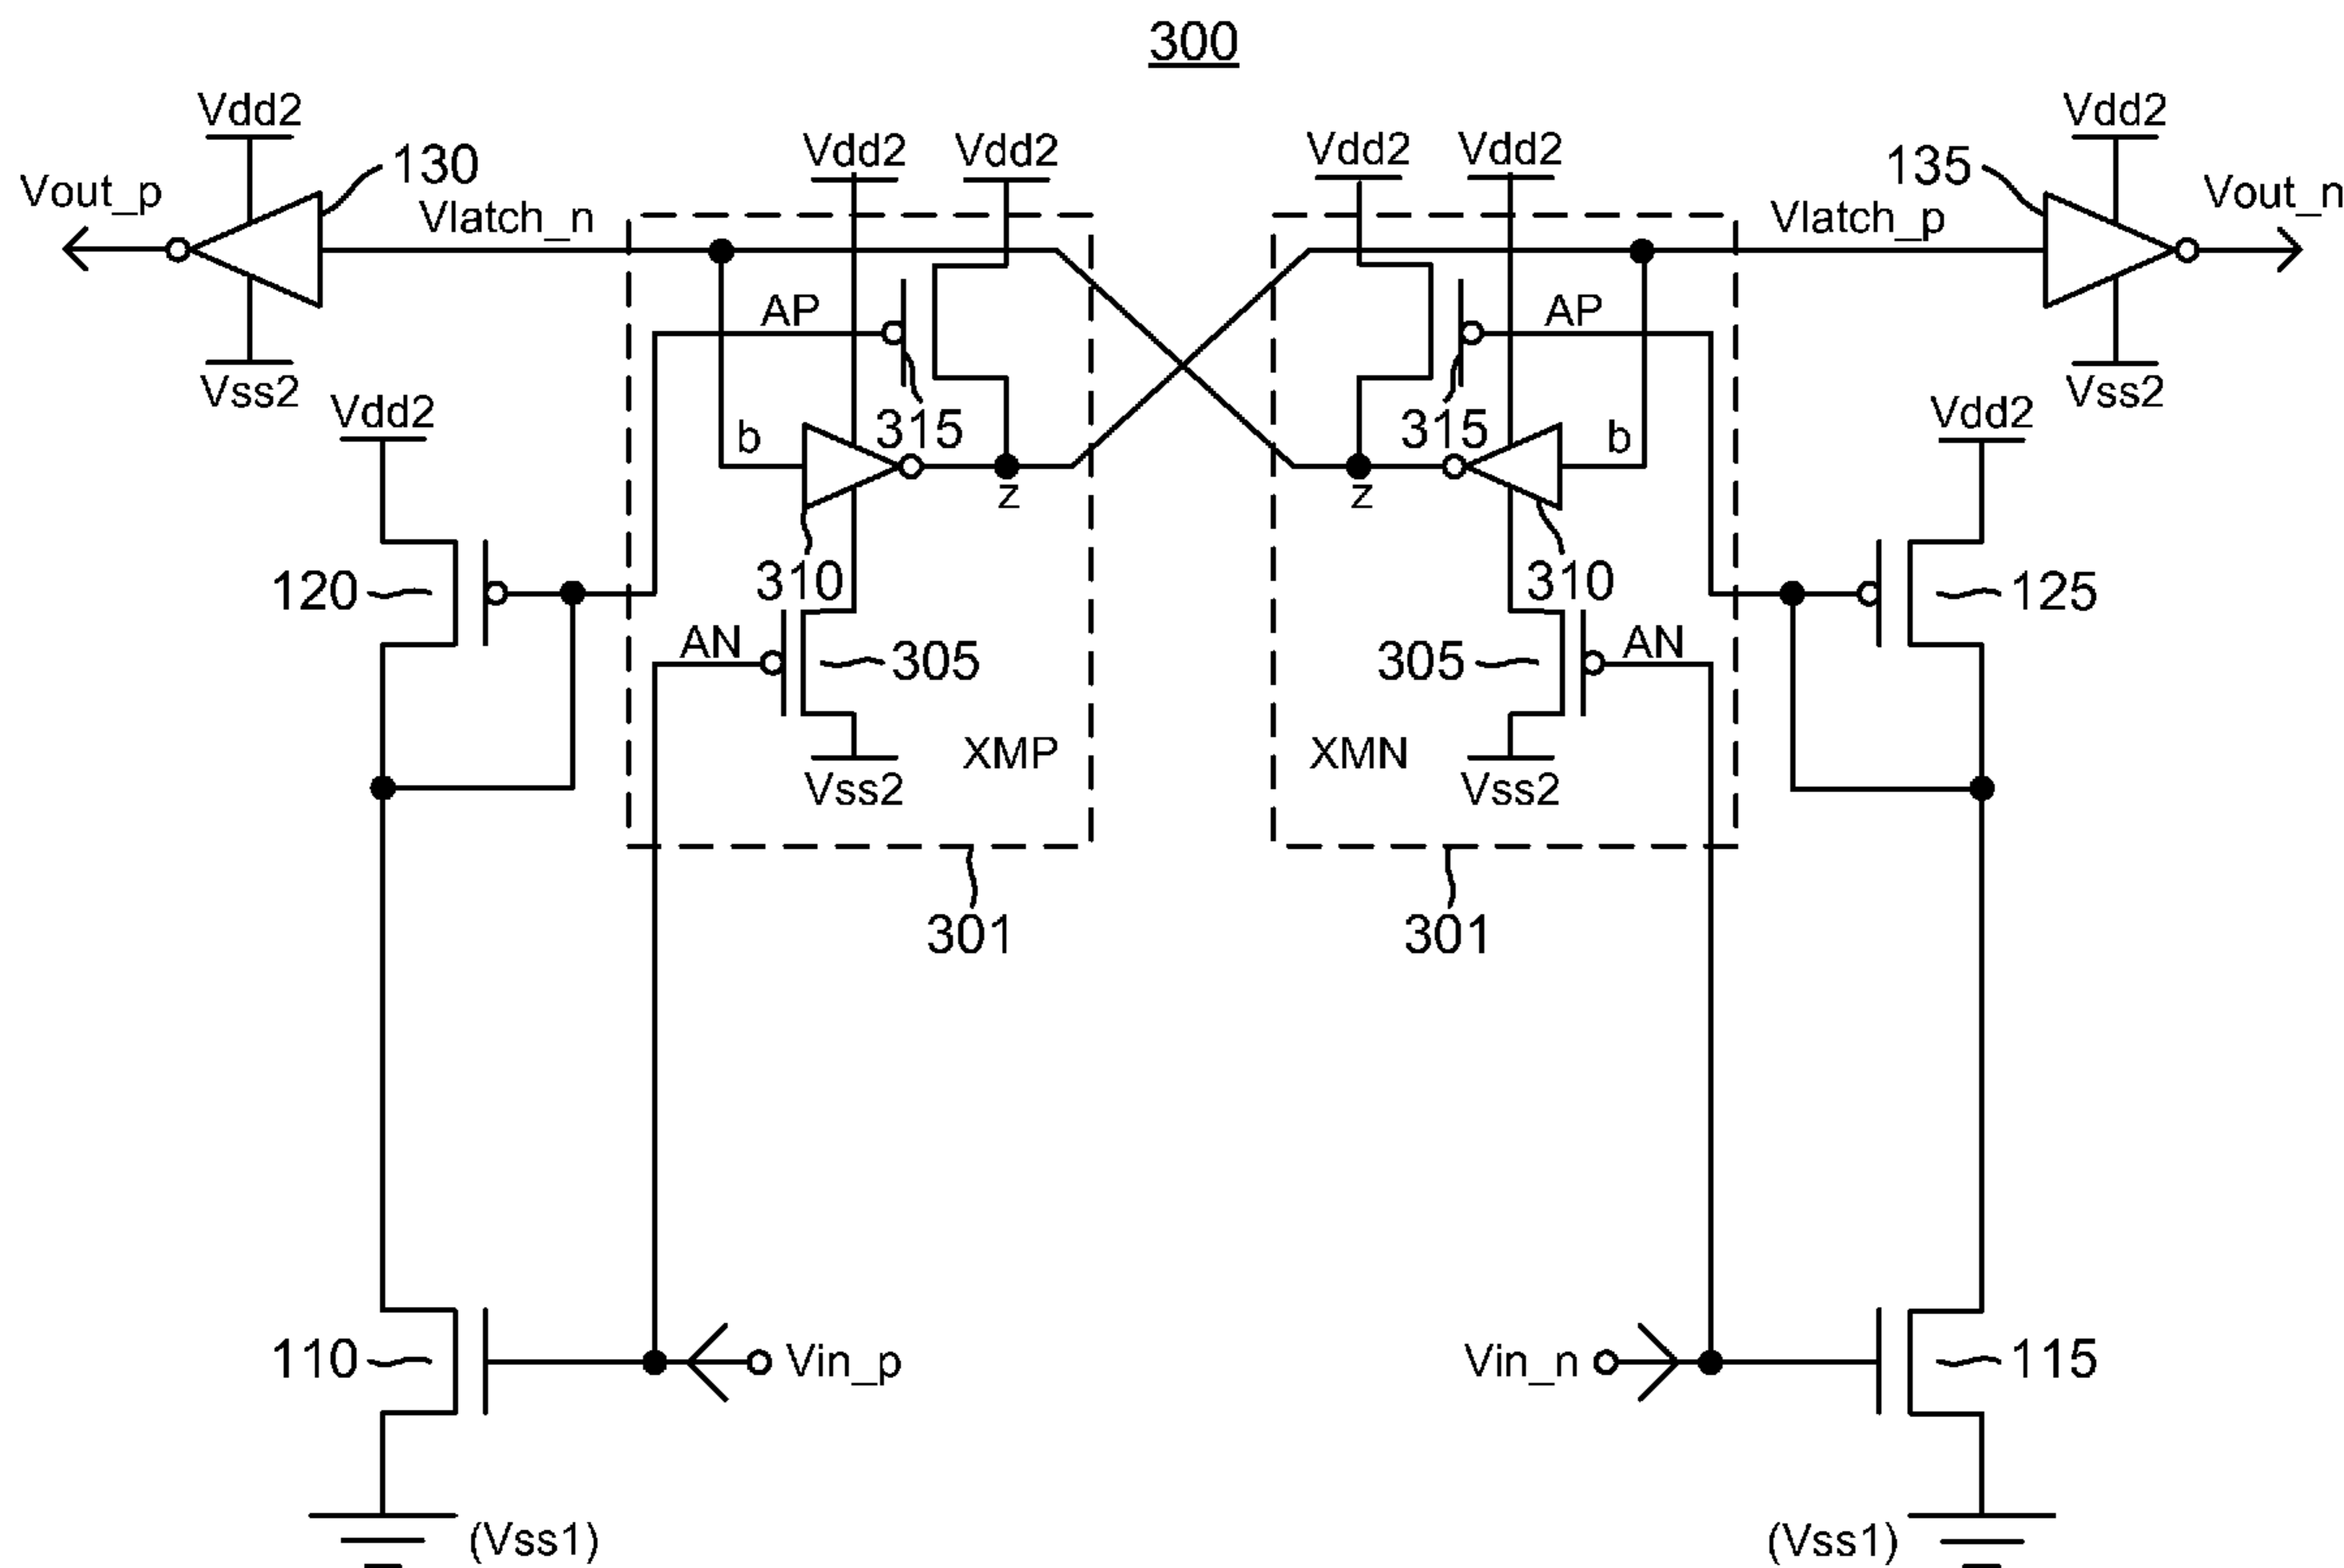 300
Vdd2 Vdd2
Vdd2 Vdd2 Vdd2 Vdd2
130 135
Vout_p Vlatch_n Vlatch_p Vout_n
AP AP
Vss2 Vss2
Vdd2 b 315 315 b Vdd2
z z
120 310 310 125
AN 305 305 AN
XMP XMN
Vss2 Vss2
301 301
110 Vin_p Vin_n 115
(Vss1) (Vss1)